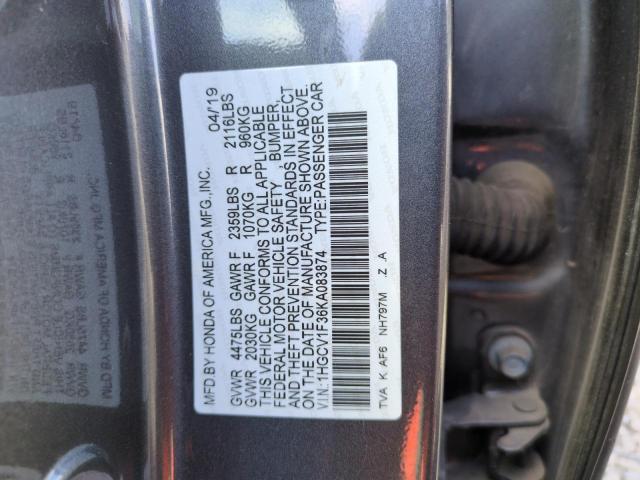 MFD BY HONDA OF AMERICA MFG.,INC. 04/19
GVWR 4475LBS GAWR F 2359LBS R 2116LBS
GVWR 2030KG GAWR F 1070KG R 960KG
THIS VEHICLE CONFORMS TO ALL APPLICABLE
FEDERAL MOTOR VEHICLE SAFETY, BUMPER,
AND THEFT PREVENTION STANDARDS IN EFFECT
ON THE DATE OF MANUFACTURE SHOWN ABOVE.
V.I.N.:1HGCV1F36KA083874 TYPE:PASSENGER CAR
TVA K AF6 NH797M .Z .A